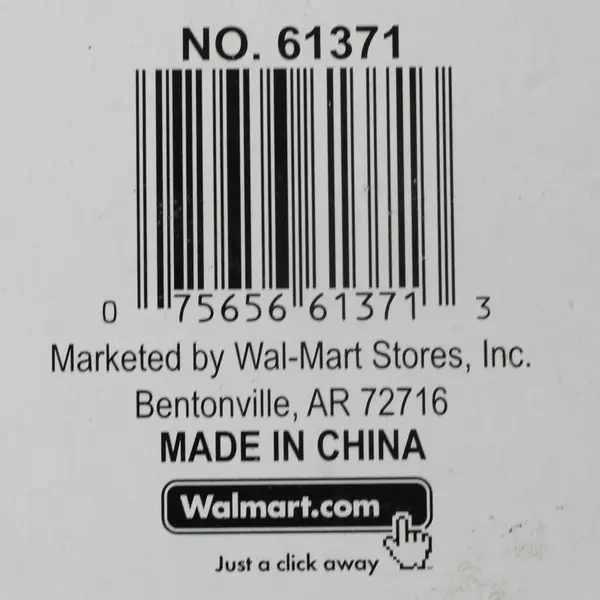 NO. 61371
0 75656 61371 3
Marketed by Wal-Mart Stores, Inc.
Bentonville, AR 72716
MADE IN CHINA
Walmart.com
Just a click away